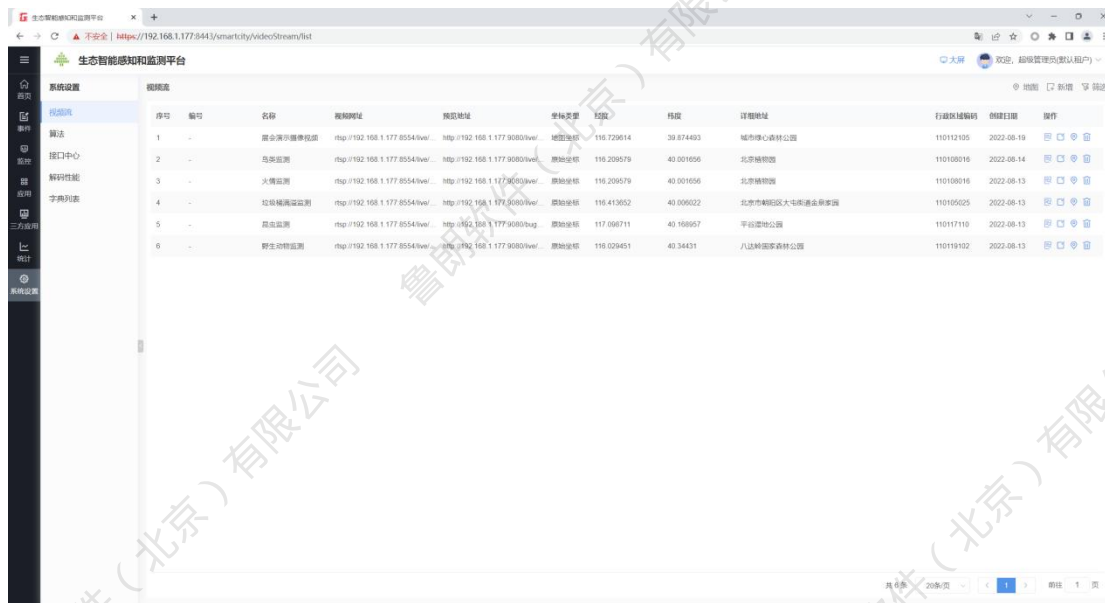 生态智能感知和监测平台
不安全 | https://192.168.1.177:8443/smartcity/videoStream/list
生态智能感知和监测平台
大屏 欢迎, 超级管理员(默认租户)
首页
事件
监控
应用
三方应用
统计
系统设置
系统设置
视频流
算法
接口中心
解码性能
字典列表
视频流
地图 新增 筛选
序号 编号 名称 视频网址 预览地址 坐标类型 经度 纬度 详细地址 行政区域编码 创建日期 操作
1 - 展会演示摄像视频 rtsp://192.168.1.177:8554/live/... http://192.168.1.177:9080/live/... 地图坐标 116.729614 39.874493 城市绿心森林公园 110112105 2022-08-19
2 - 鸟类监测 rtsp://192.168.1.177:8554/live/... http://192.168.1.177:9080/live/... 原始坐标 116.209579 40.001656 北京植物园 110108016 2022-08-14
3 - 火情监测 rtsp://192.168.1.177:8554/live/... http://192.168.1.177:9080/live/... 原始坐标 116.209579 40.001656 北京植物园 110108016 2022-08-13
4 - 垃圾桶满溢监测 rtsp://192.168.1.177:8554/live/... http://192.168.1.177:9080/live/... 原始坐标 116.413652 40.006022 北京市朝阳区大屯街道金泉家园 110105025 2022-08-13
5 - 昆虫监测 rtsp://192.168.1.177:8554/live/... http://192.168.1.177:9080/bug... 原始坐标 117.098711 40.168957 平谷湿地公园 110117110 2022-08-13
6 - 野生动物监测 rtsp://192.168.1.177:8554/live/... http://192.168.1.177:9080/live/... 原始坐标 116.029451 40.34431 八达岭国家森林公园 110119102 2022-08-13
共 6 条 20条/页 1 前往 1 页
鲁朗软件（北京）有限公司